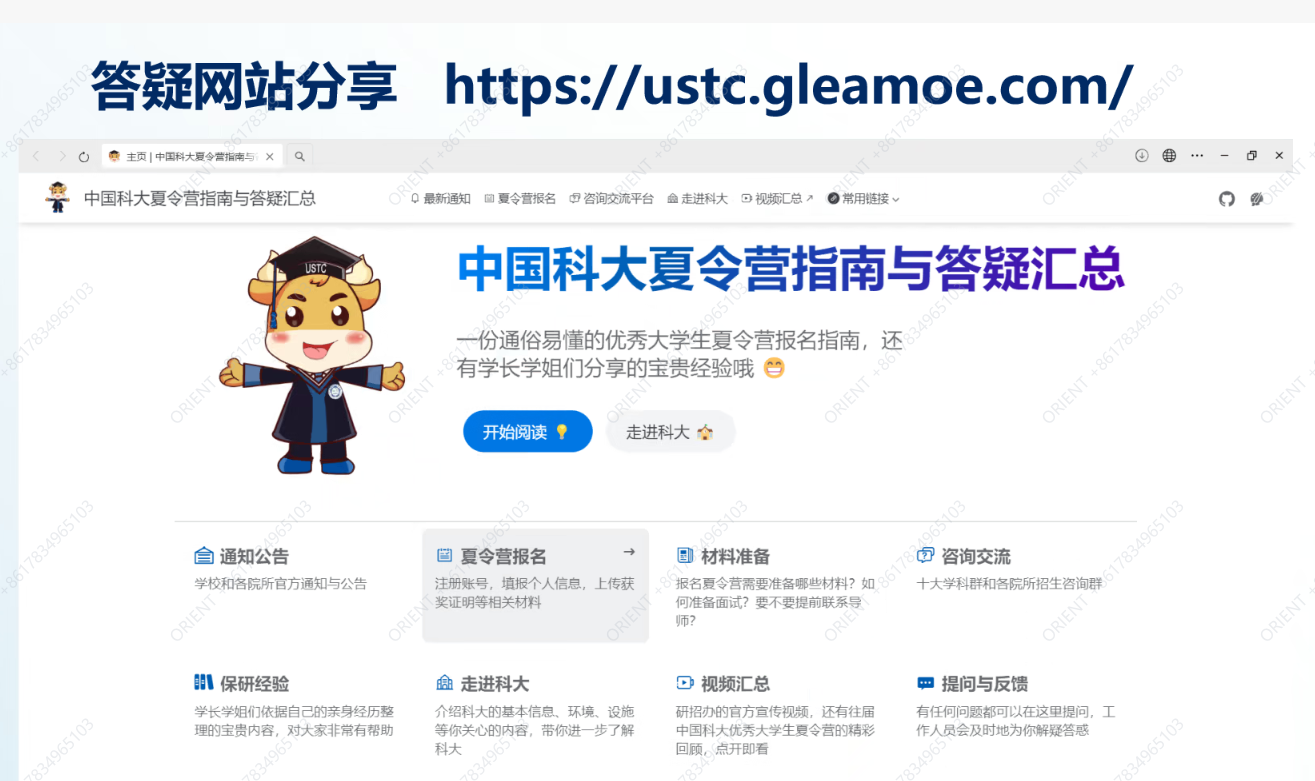 答疑网站分享 https://ustc.gleamoe.com/
主页 | 中国科大夏令营指南与
中国科大夏令营指南与答疑汇总
最新通知 夏令营报名 咨询交流平台 走进科大 视频汇总 常用链接
USTC
中国科大夏令营指南与答疑汇总
一份通俗易懂的优秀大学生夏令营报名指南，还
有学长学姐们分享的宝贵经验哦 😁
开始阅读 💡 走进科大
通知公告
学校和各院所官方通知与公告
夏令营报名 →
注册账号，填报个人信息，上传获
奖证明等相关材料
材料准备
报名夏令营需要准备哪些材料？如
何准备面试？要不要提前联系导
师？
咨询交流
十大学科群和各院所招生咨询群
保研经验
学长学姐们依据自己的亲身经历整
理的宝贵内容，对大家非常有帮助
走进科大
介绍科大的基本信息、环境、设施
等你关心的内容，带你进一步了解
科大
视频汇总
研招办的官方宣传视频，还有往届
中国科大优秀大学生夏令营的精彩
回顾，点开即看
提问与反馈
有任何问题都可以在这里提问，工
作人员会及时地为你解疑答惑
ORIENT +8617834965103